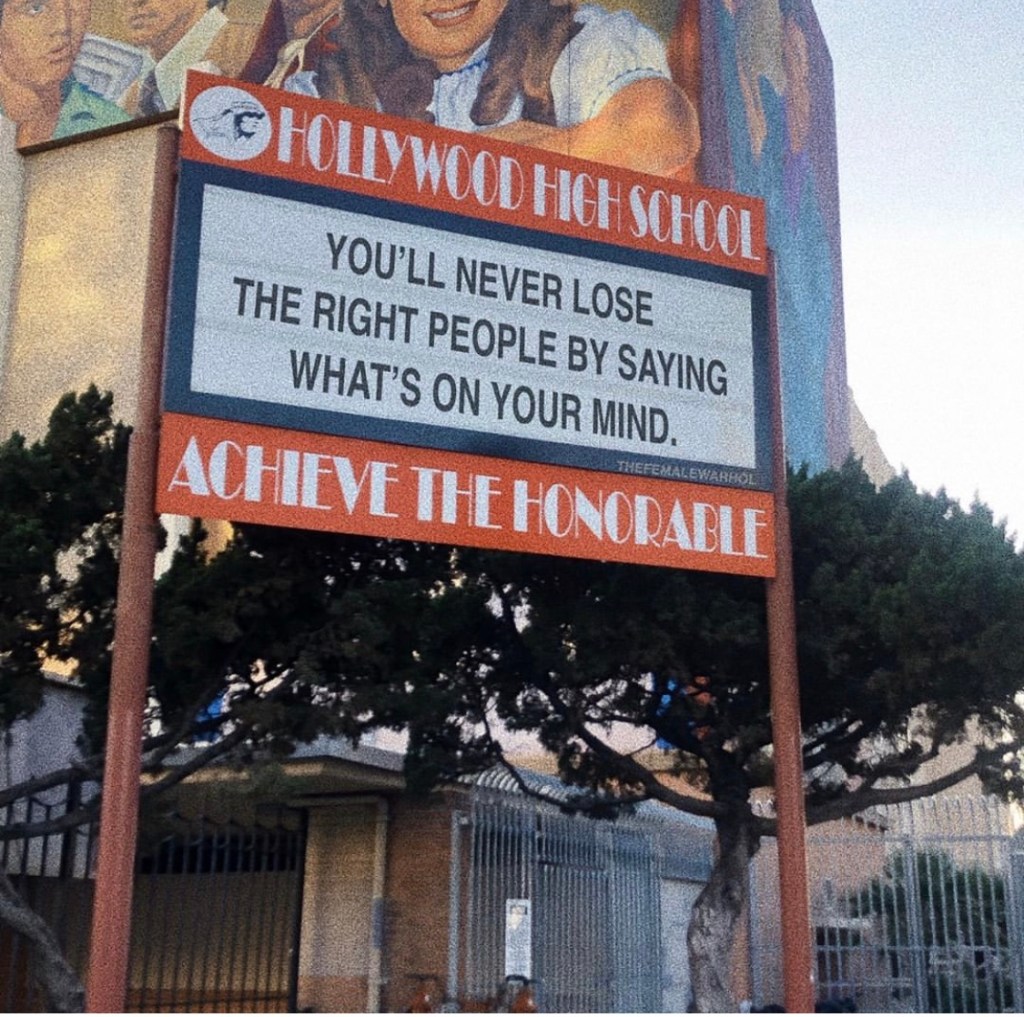 HOLLYWOOD HIGH SCHOOL
YOU'LL NEVER LOSE
THE RIGHT PEOPLE BY SAYING
WHAT'S ON YOUR MIND.
THEFEMALEWARHOL
ACHIEVE THE HONORABLE